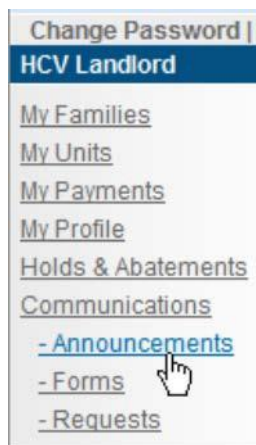 Change Password |
HCV Landlord
My Families
My Units
My Payments
My Profile
Holds & Abatements
Communications
- Announcements
- Forms
- Requests